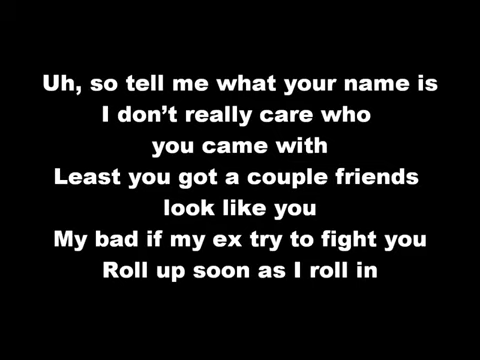 Uh, so tell me what your name is
I don’t really care who
you came with
Least you got a couple friends
look like you
My bad if my ex try to fight you
Roll up soon as I roll in